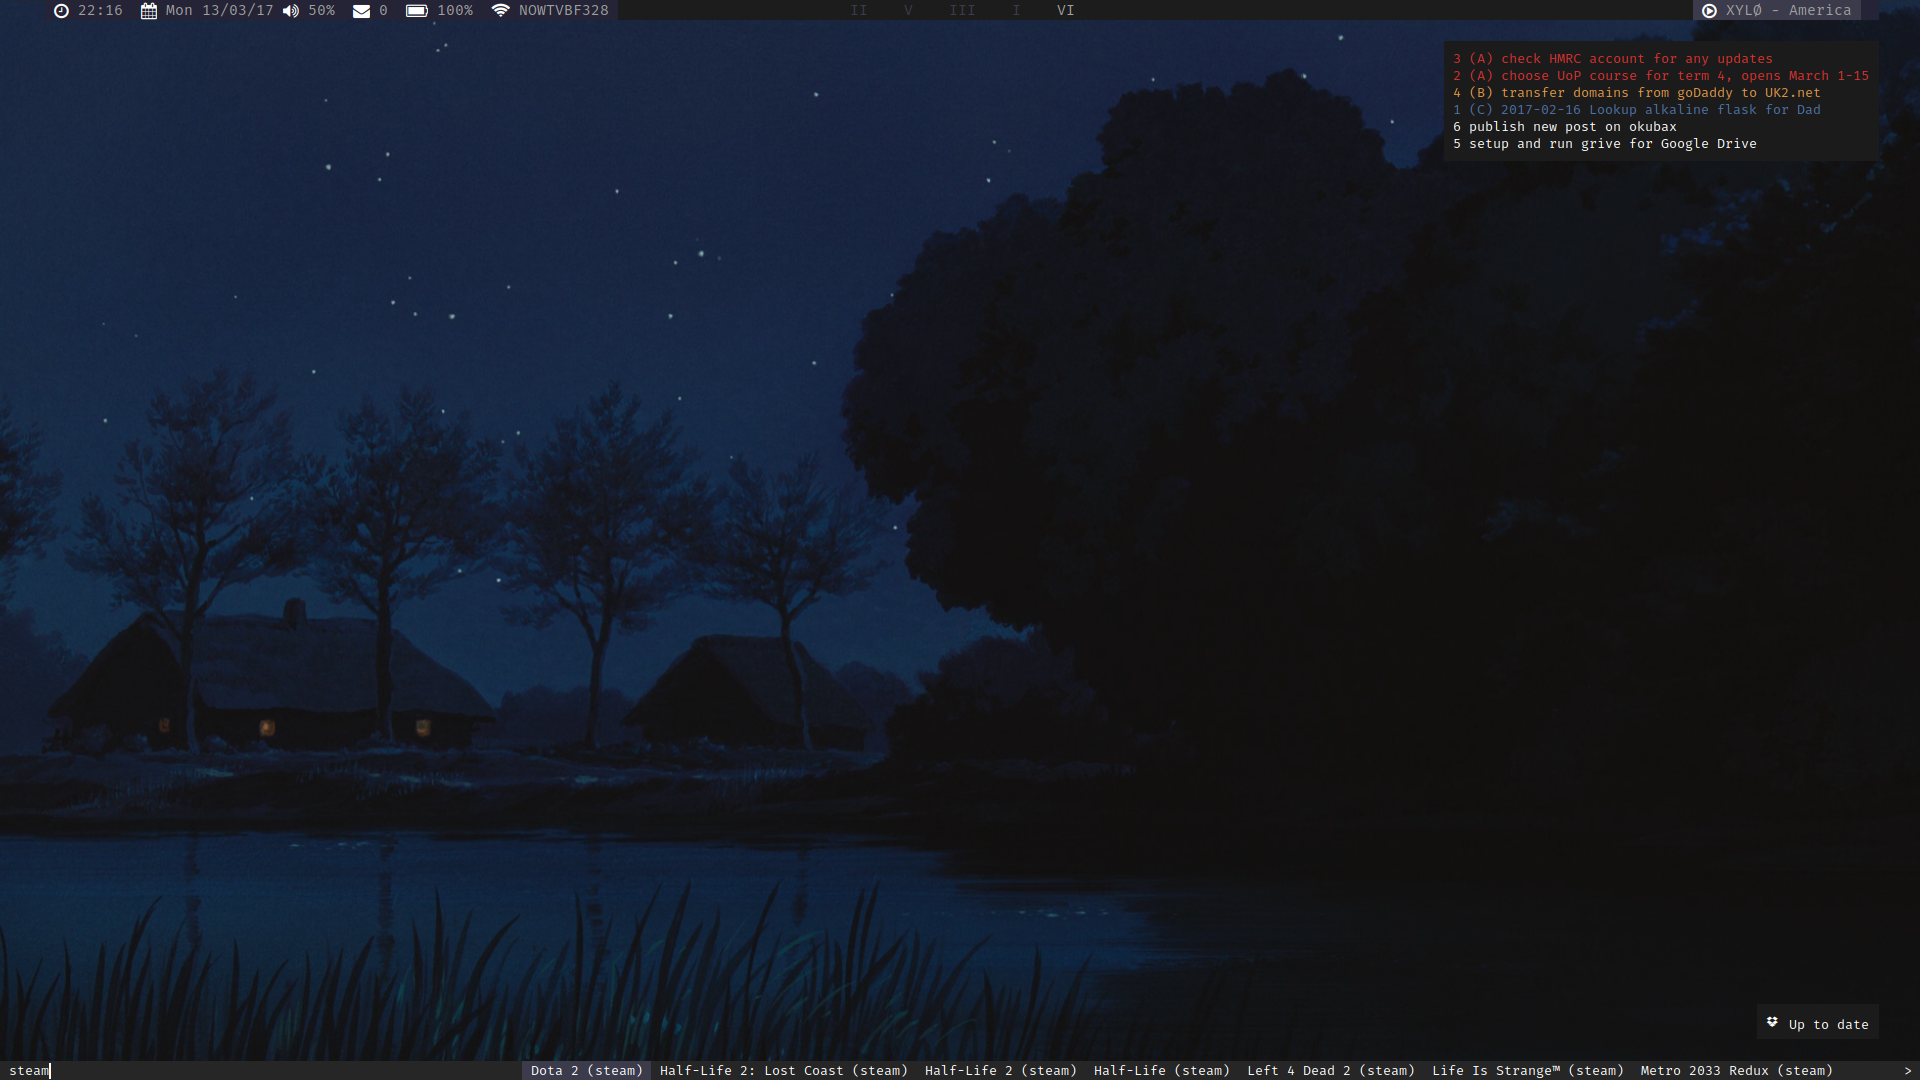 22:16 Mon 13/03/17 50% 0 100% NOWTVBF328 II V III I VI XYLØ - America
3 (A) check HMRC account for any updates
2 (A) choose UoP course for term 4, opens March 1-15
4 (B) transfer domains from goDaddy to UK2.net
1 (C) 2017-02-16 Lookup alkaline flask for Dad
6 publish new post on okubax
5 setup and run grive for Google Drive
Up to date
steam Dota 2 (steam) Half-Life 2: Lost Coast (steam) Half-Life 2 (steam) Half-Life (steam) Left 4 Dead 2 (steam) Life Is Strange™ (steam) Metro 2033 Redux (steam) >